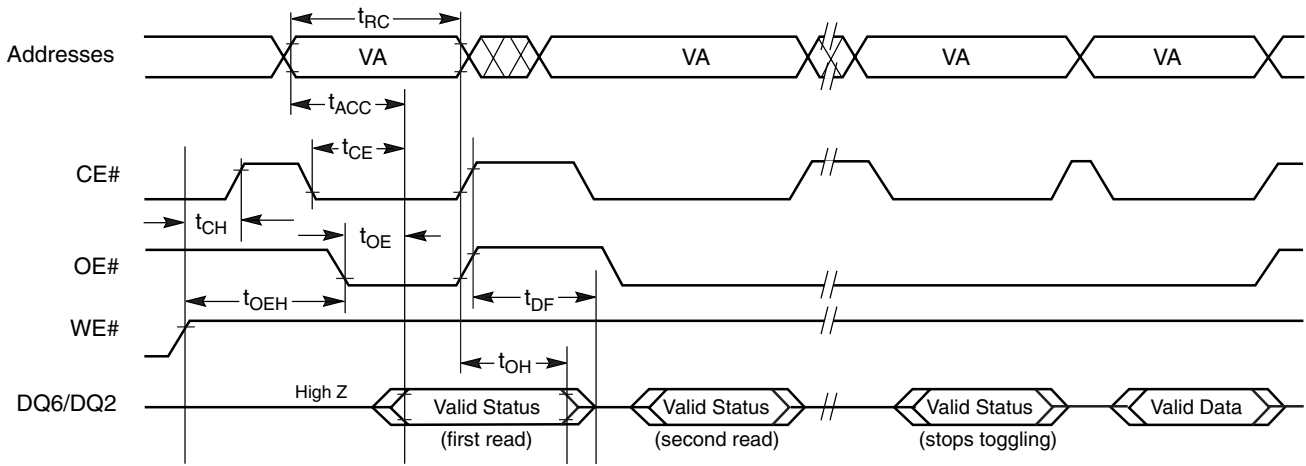 t_RC
Addresses VA VA VA VA
t_ACC
t_CE
CE#
t_CH
t_OE
OE#
t_OEH t_DF
WE#
t_OH
High Z
DQ6/DQ2 Valid Status Valid Status Valid Status Valid Data
(first read) (second read) (stops toggling)